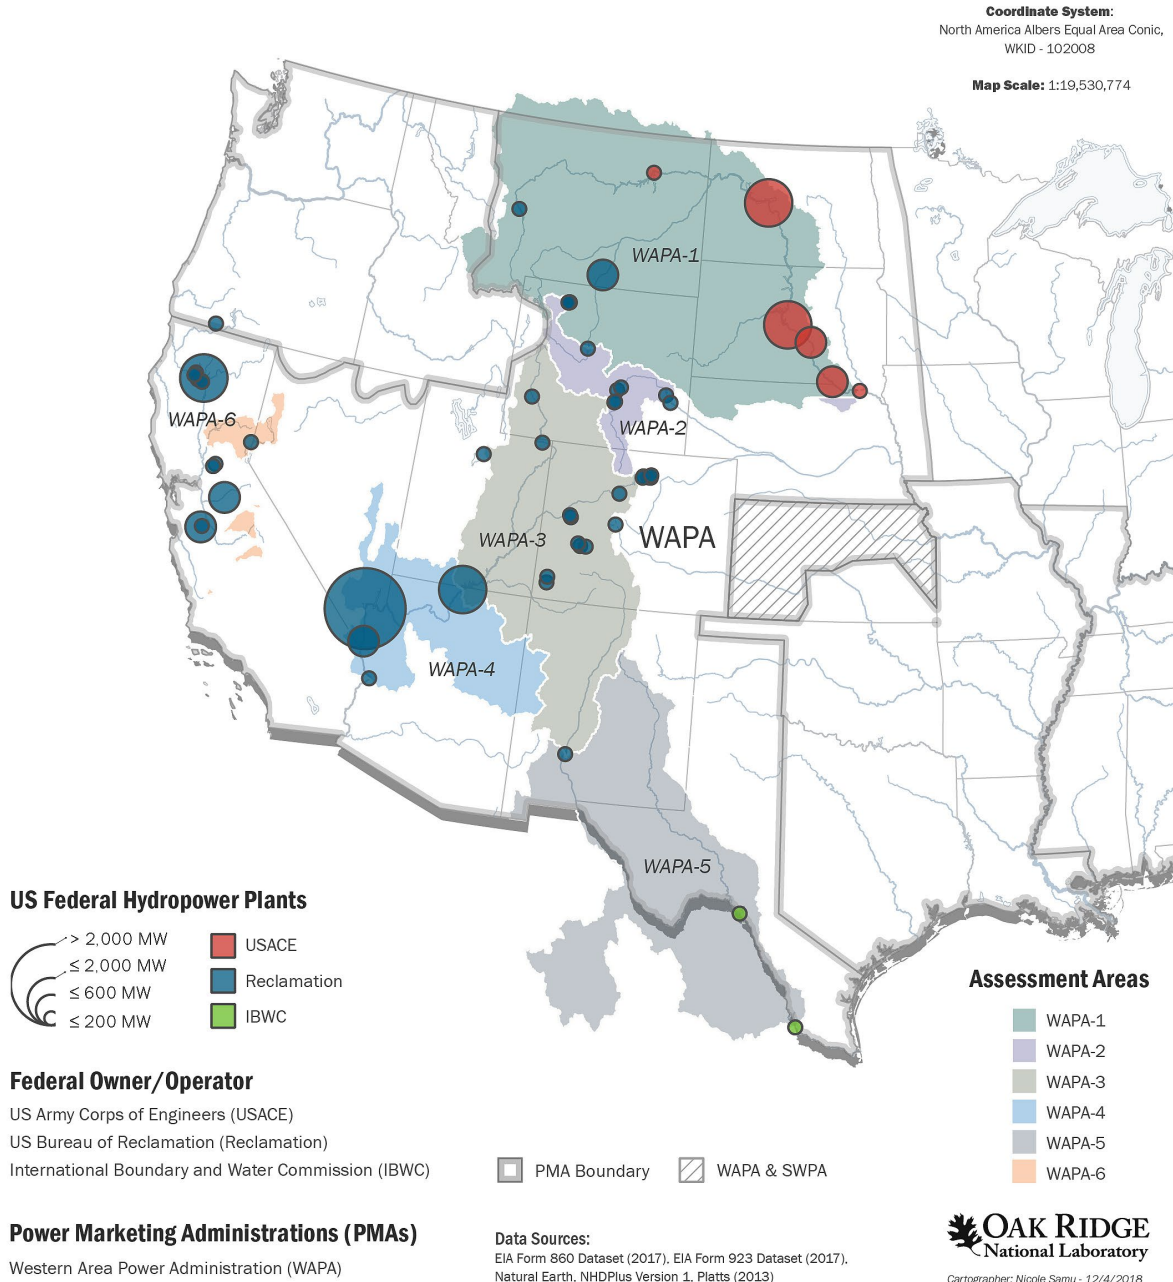 Coordinate System:
North America Albers Equal Area Conic,
WKID - 102008
Map Scale: 1:19,530,774
WAPA-1
WAPA-6
WAPA-2
WAPA-3
WAPA
WAPA-4
WAPA-5
US Federal Hydropower Plants
> 2,000 MW
≤ 2,000 MW
≤ 600 MW
≤ 200 MW
USACE
Reclamation
IBWC
Federal Owner/Operator
US Army Corps of Engineers (USACE)
US Bureau of Reclamation (Reclamation)
International Boundary and Water Commission (IBWC)
Power Marketing Administrations (PMAs)
Western Area Power Administration (WAPA)
PMA Boundary
WAPA & SWPA
Data Sources:
EIA Form 860 Dataset (2017), EIA Form 923 Dataset (2017),
Natural Earth, NHDPlus Version 1, Platts (2013)
Assessment Areas
WAPA-1
WAPA-2
WAPA-3
WAPA-4
WAPA-5
WAPA-6
OAK RIDGE
National Laboratory
Cartographer: Nicole Samu - 12/4/2018